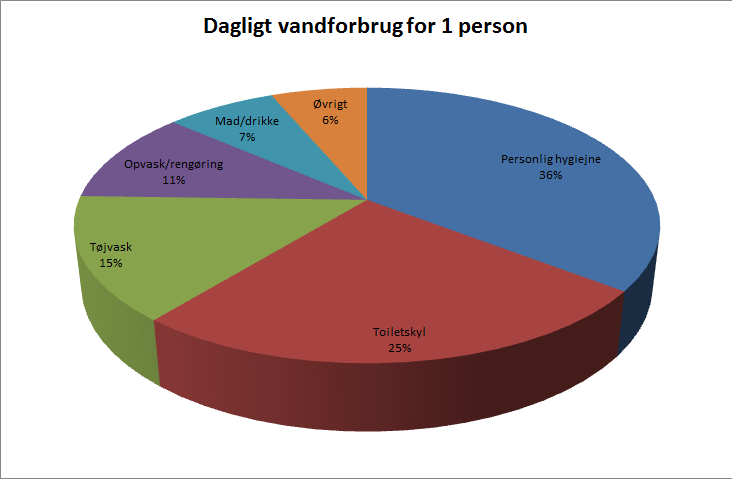 Dagligt vandforbrug for 1 person
Øvrigt
6%
Mad/drikke
7%
Personlig hygiejne
36%
Opvask/rengøring
11%
Tøjvask
15%
Toiletskyl
25%